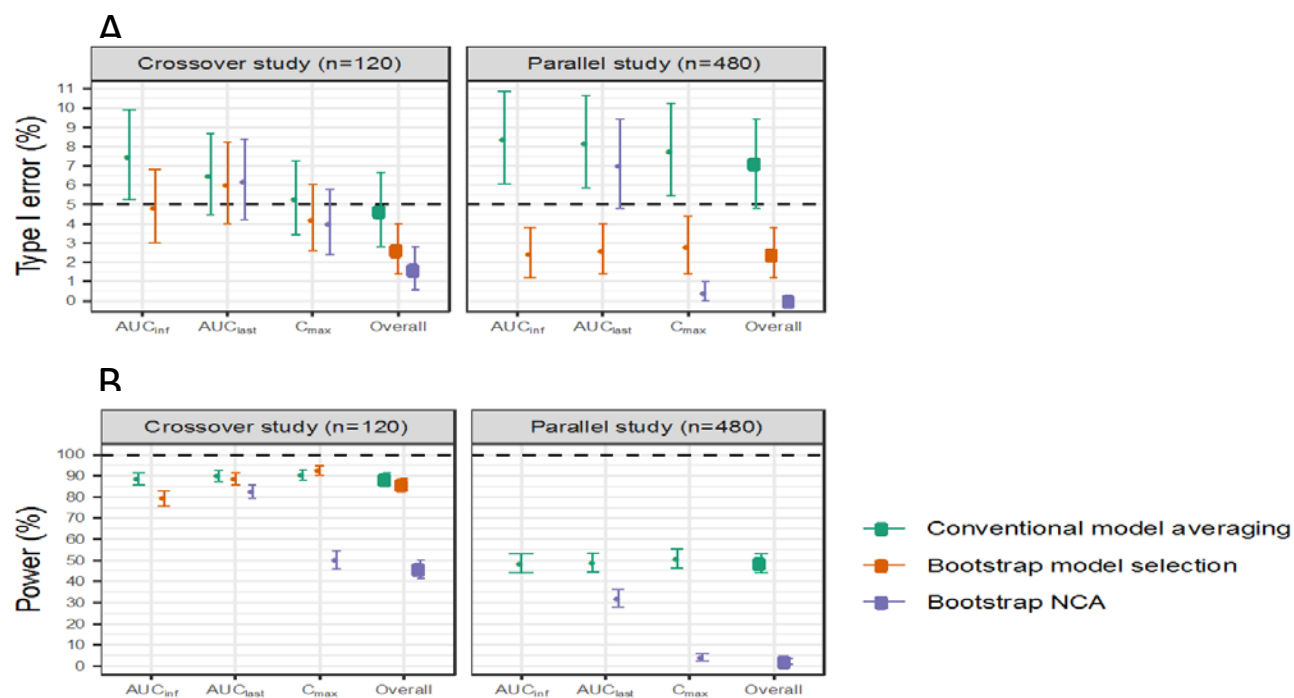 A
Crossover study (n=120) Parallel study (n=480)
Type I error (%)
11
10
9
8
7
6
5
4
3
2
1
0
AUCinf AUClast Cmax Overall AUCinf AUClast Cmax Overall
B
Crossover study (n=120) Parallel study (n=480)
Power (%)
100
90
80
70
60
50
40
30
20
10
0
AUCinf AUClast Cmax Overall AUCinf AUClast Cmax Overall
Conventional model averaging
Bootstrap model selection
Bootstrap NCA